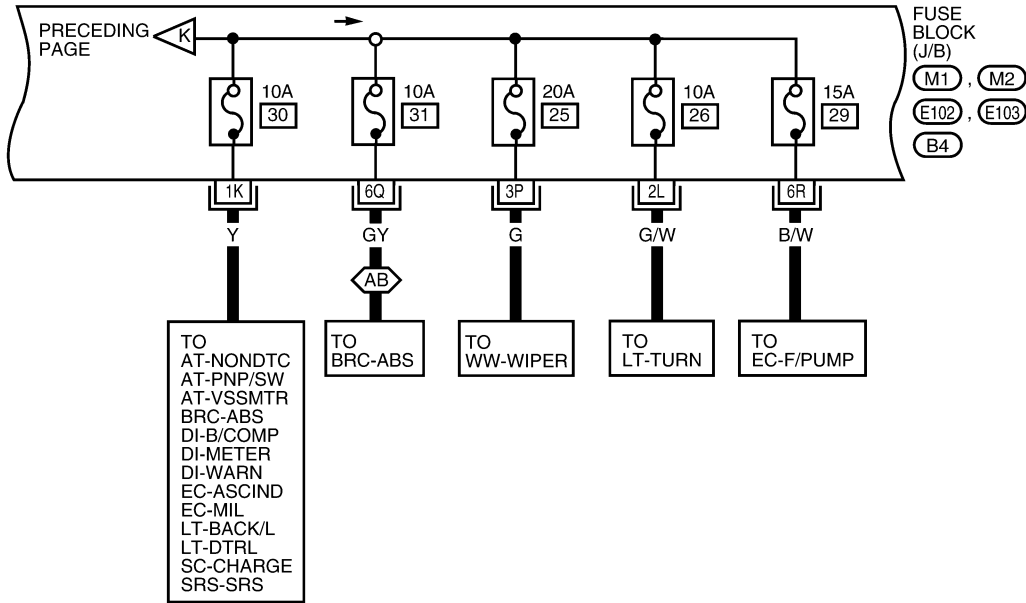 PRECEDING
PAGE
K
FUSE
BLOCK
(J/B)
M1 , M2
E102 , E103
B4
10A
30
10A
31
20A
25
10A
26
15A
29
1K
6Q
3P
2L
6R
Y
GY
G
G/W
B/W
AB
TO
AT-NONDTC
AT-PNP/SW
AT-VSSMTR
BRC-ABS
DI-B/COMP
DI-METER
DI-WARN
EC-ASCIND
EC-MIL
LT-BACK/L
LT-DTRL
SC-CHARGE
SRS-SRS
TO
BRC-ABS
TO
WW-WIPER
TO
LT-TURN
TO
EC-F/PUMP